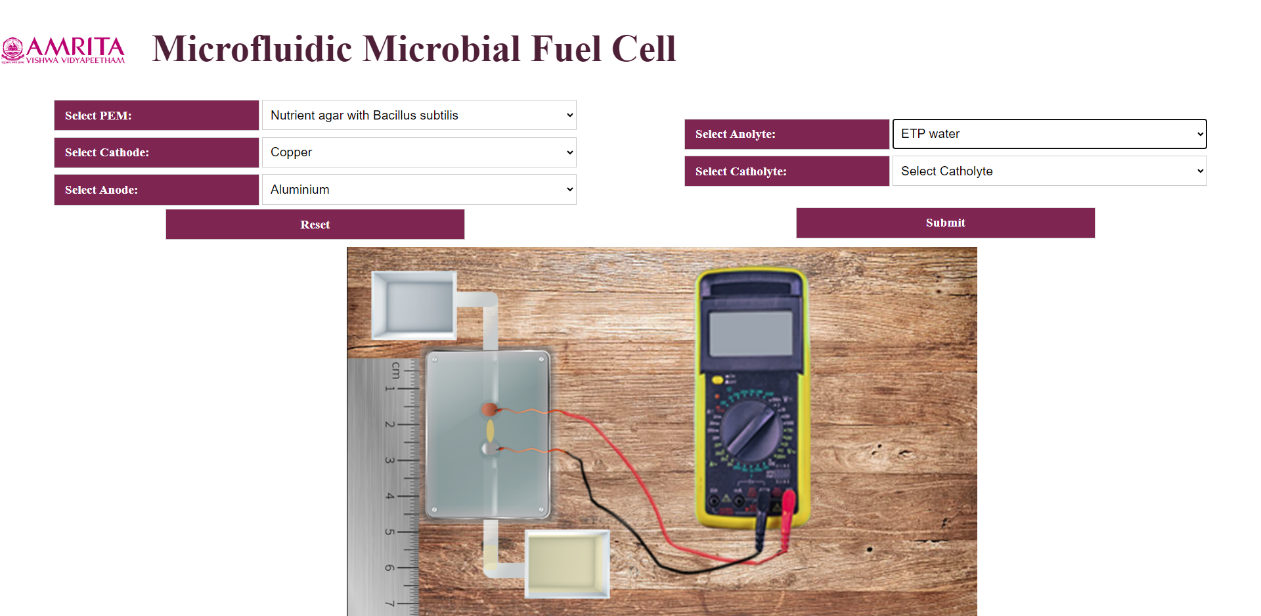 AMRITA
VISHWA VIDYAPEETHAM
Microfluidic Microbial Fuel Cell
Select PEM:
Nutrient agar with Bacillus subtilis
Select Cathode:
Copper
Select Anode:
Aluminium
Reset
Select Anolyte:
ETP water
Select Catholyte:
Select Catholyte
Submit
cm
1
2
3
4
5
6
7